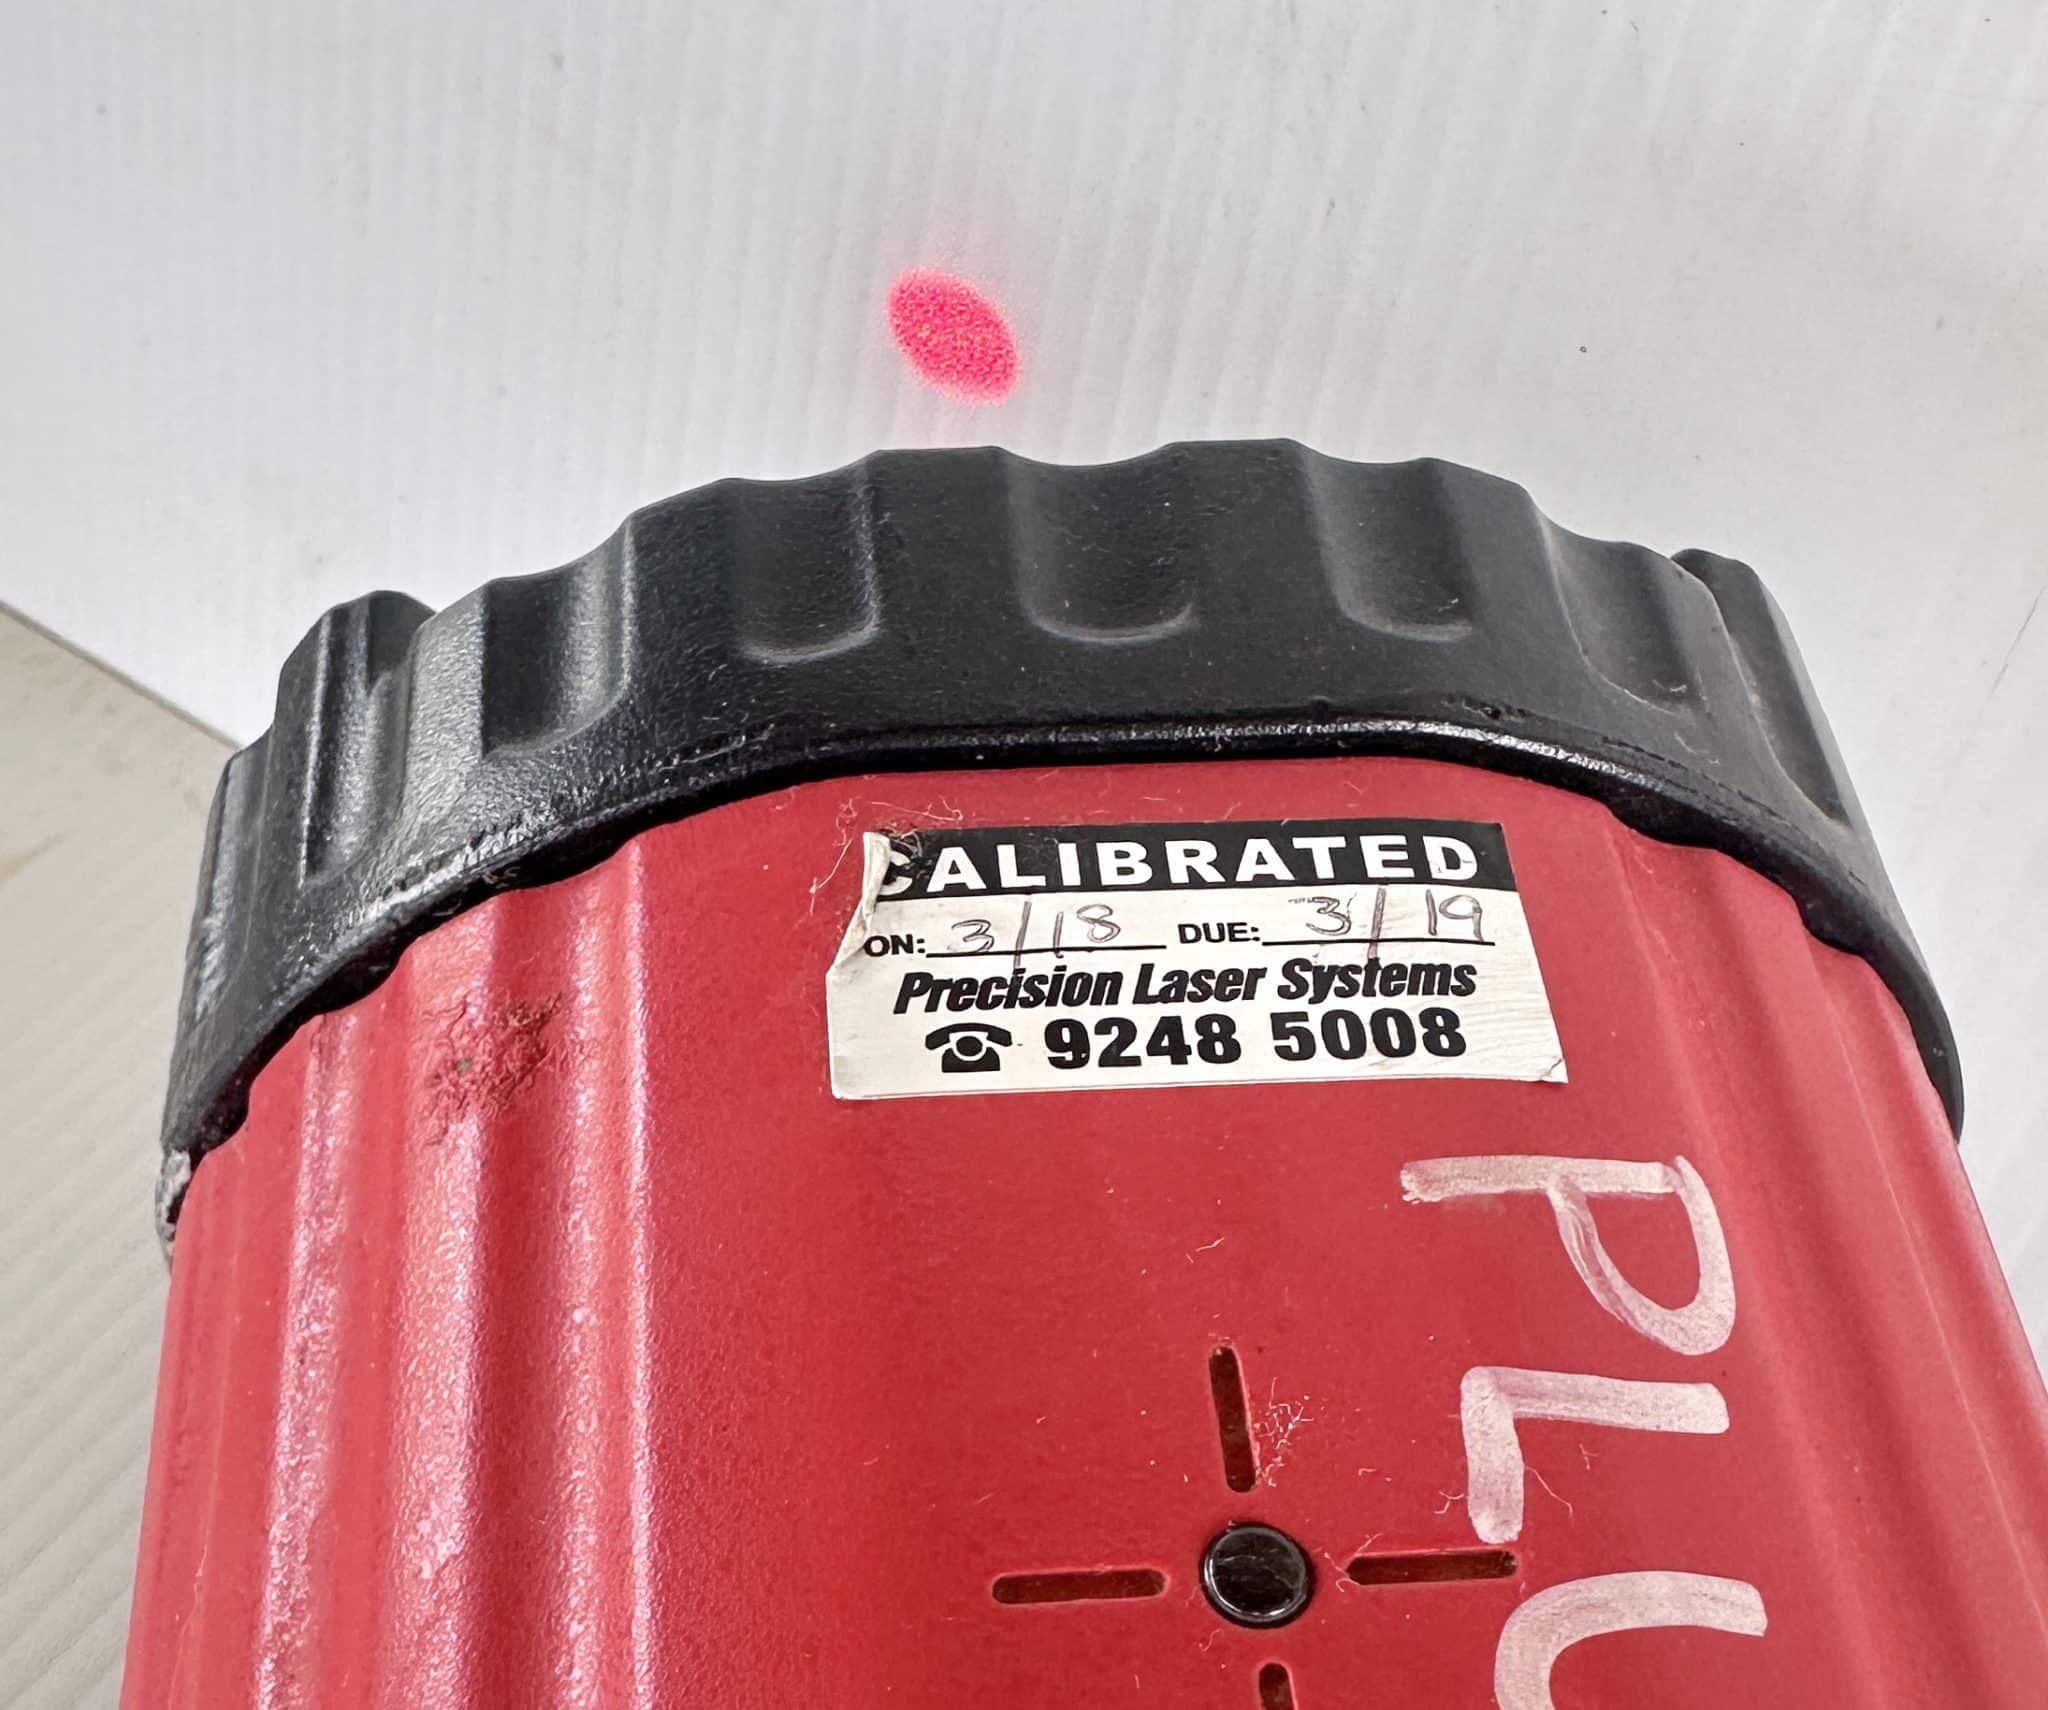 CALIBRATED
ON: 3/18 DUE: 3/19
Precision Laser Systems
9248 5008
PLU